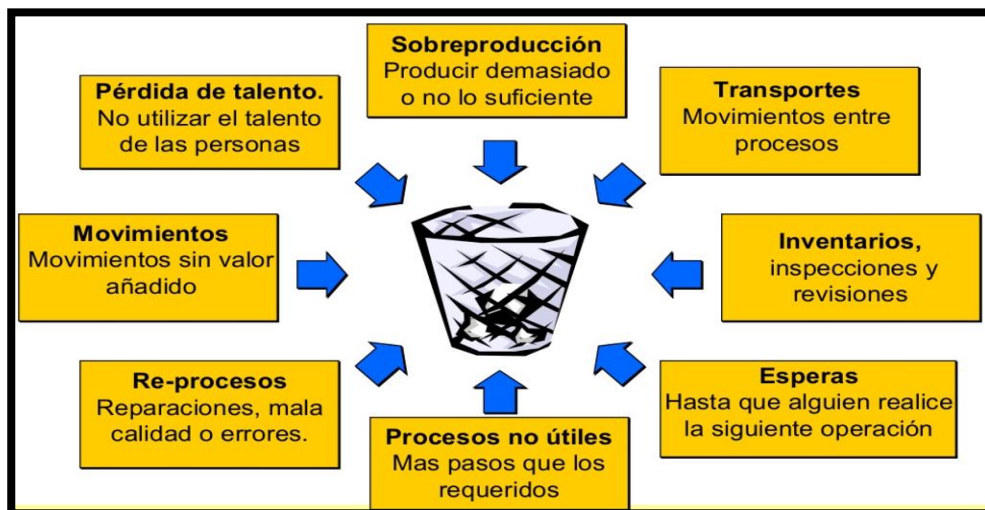 Sobreproducción
Producir demasiado
o no lo suficiente
Pérdida de talento.
No utilizar el talento
de las personas
Transportes
Movimientos entre
procesos
Movimientos
Movimientos sin valor
añadido
Inventarios,
inspecciones y
revisiones
Re-procesos
Reparaciones, mala
calidad o errores.
Procesos no útiles
Mas pasos que los
requeridos
Esperas
Hasta que alguien realice
la siguiente operación